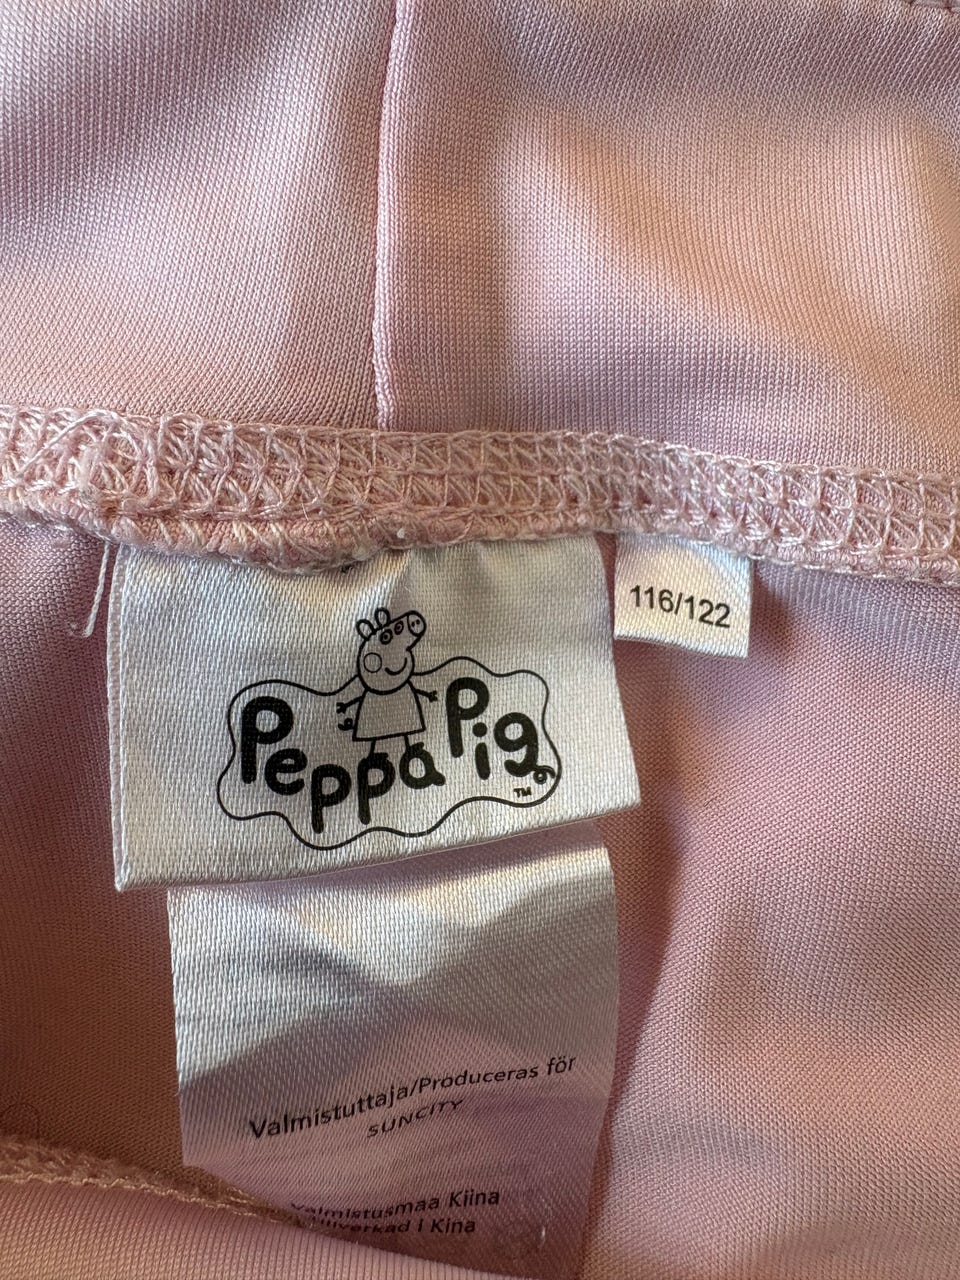 116/122
Peppa Pig
TM
Valmistuttaja/Produceras för
SUNCITY
Valmistusmaa Kiina
Tillverkad i Kina